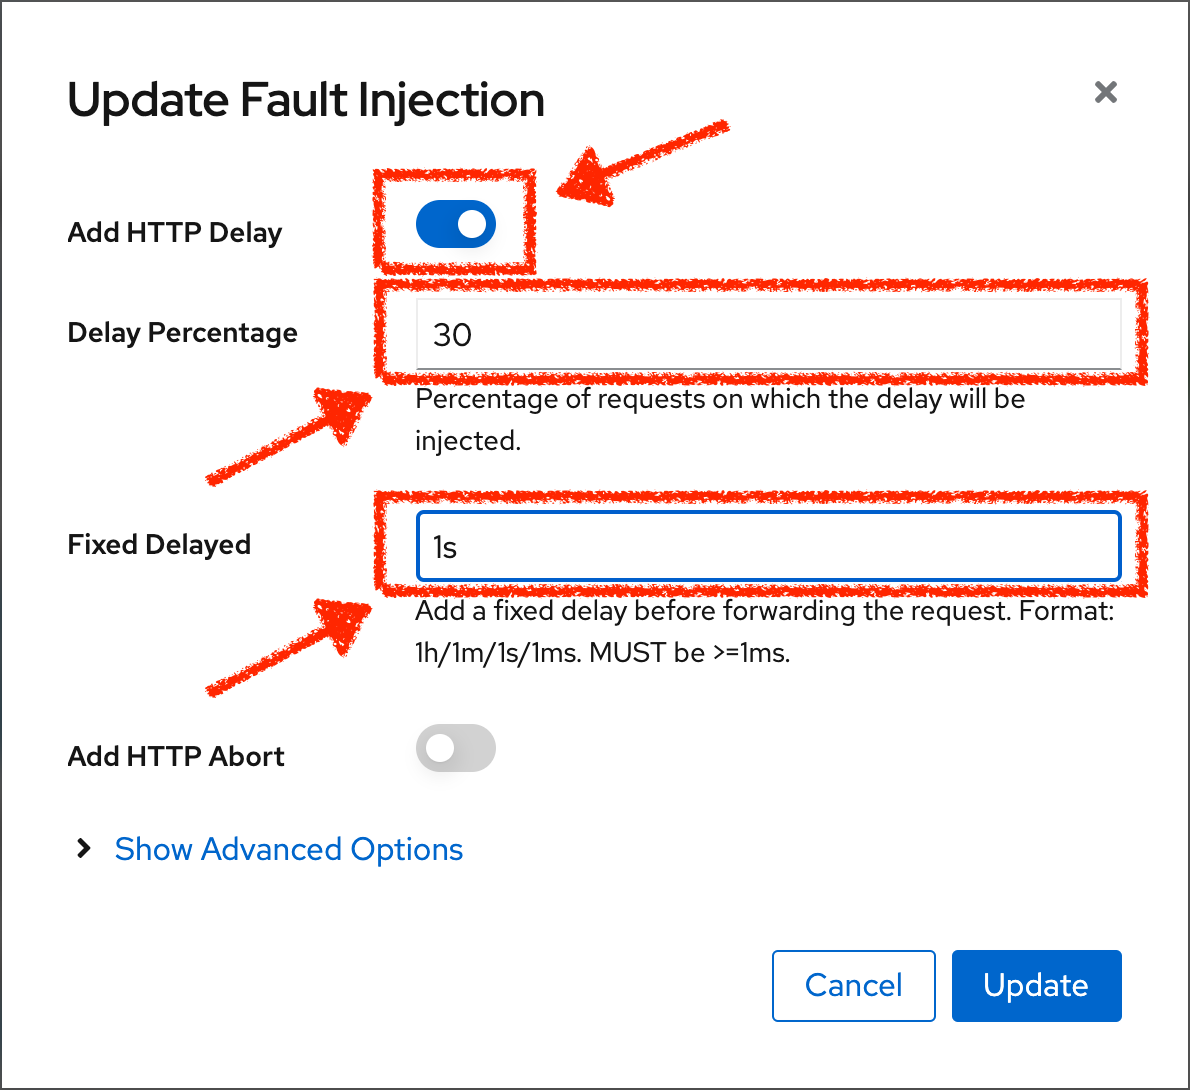 Update Fault Injection
Add HTTP Delay
Delay Percentage
30
Percentage of requests on which the delay will be
injected.
Fixed Delayed
1s
Add a fixed delay before forwarding the request. Format:
1h/1m/1s/1ms. MUST be >=1ms.
Add HTTP Abort
Show Advanced Options
Cancel
Update